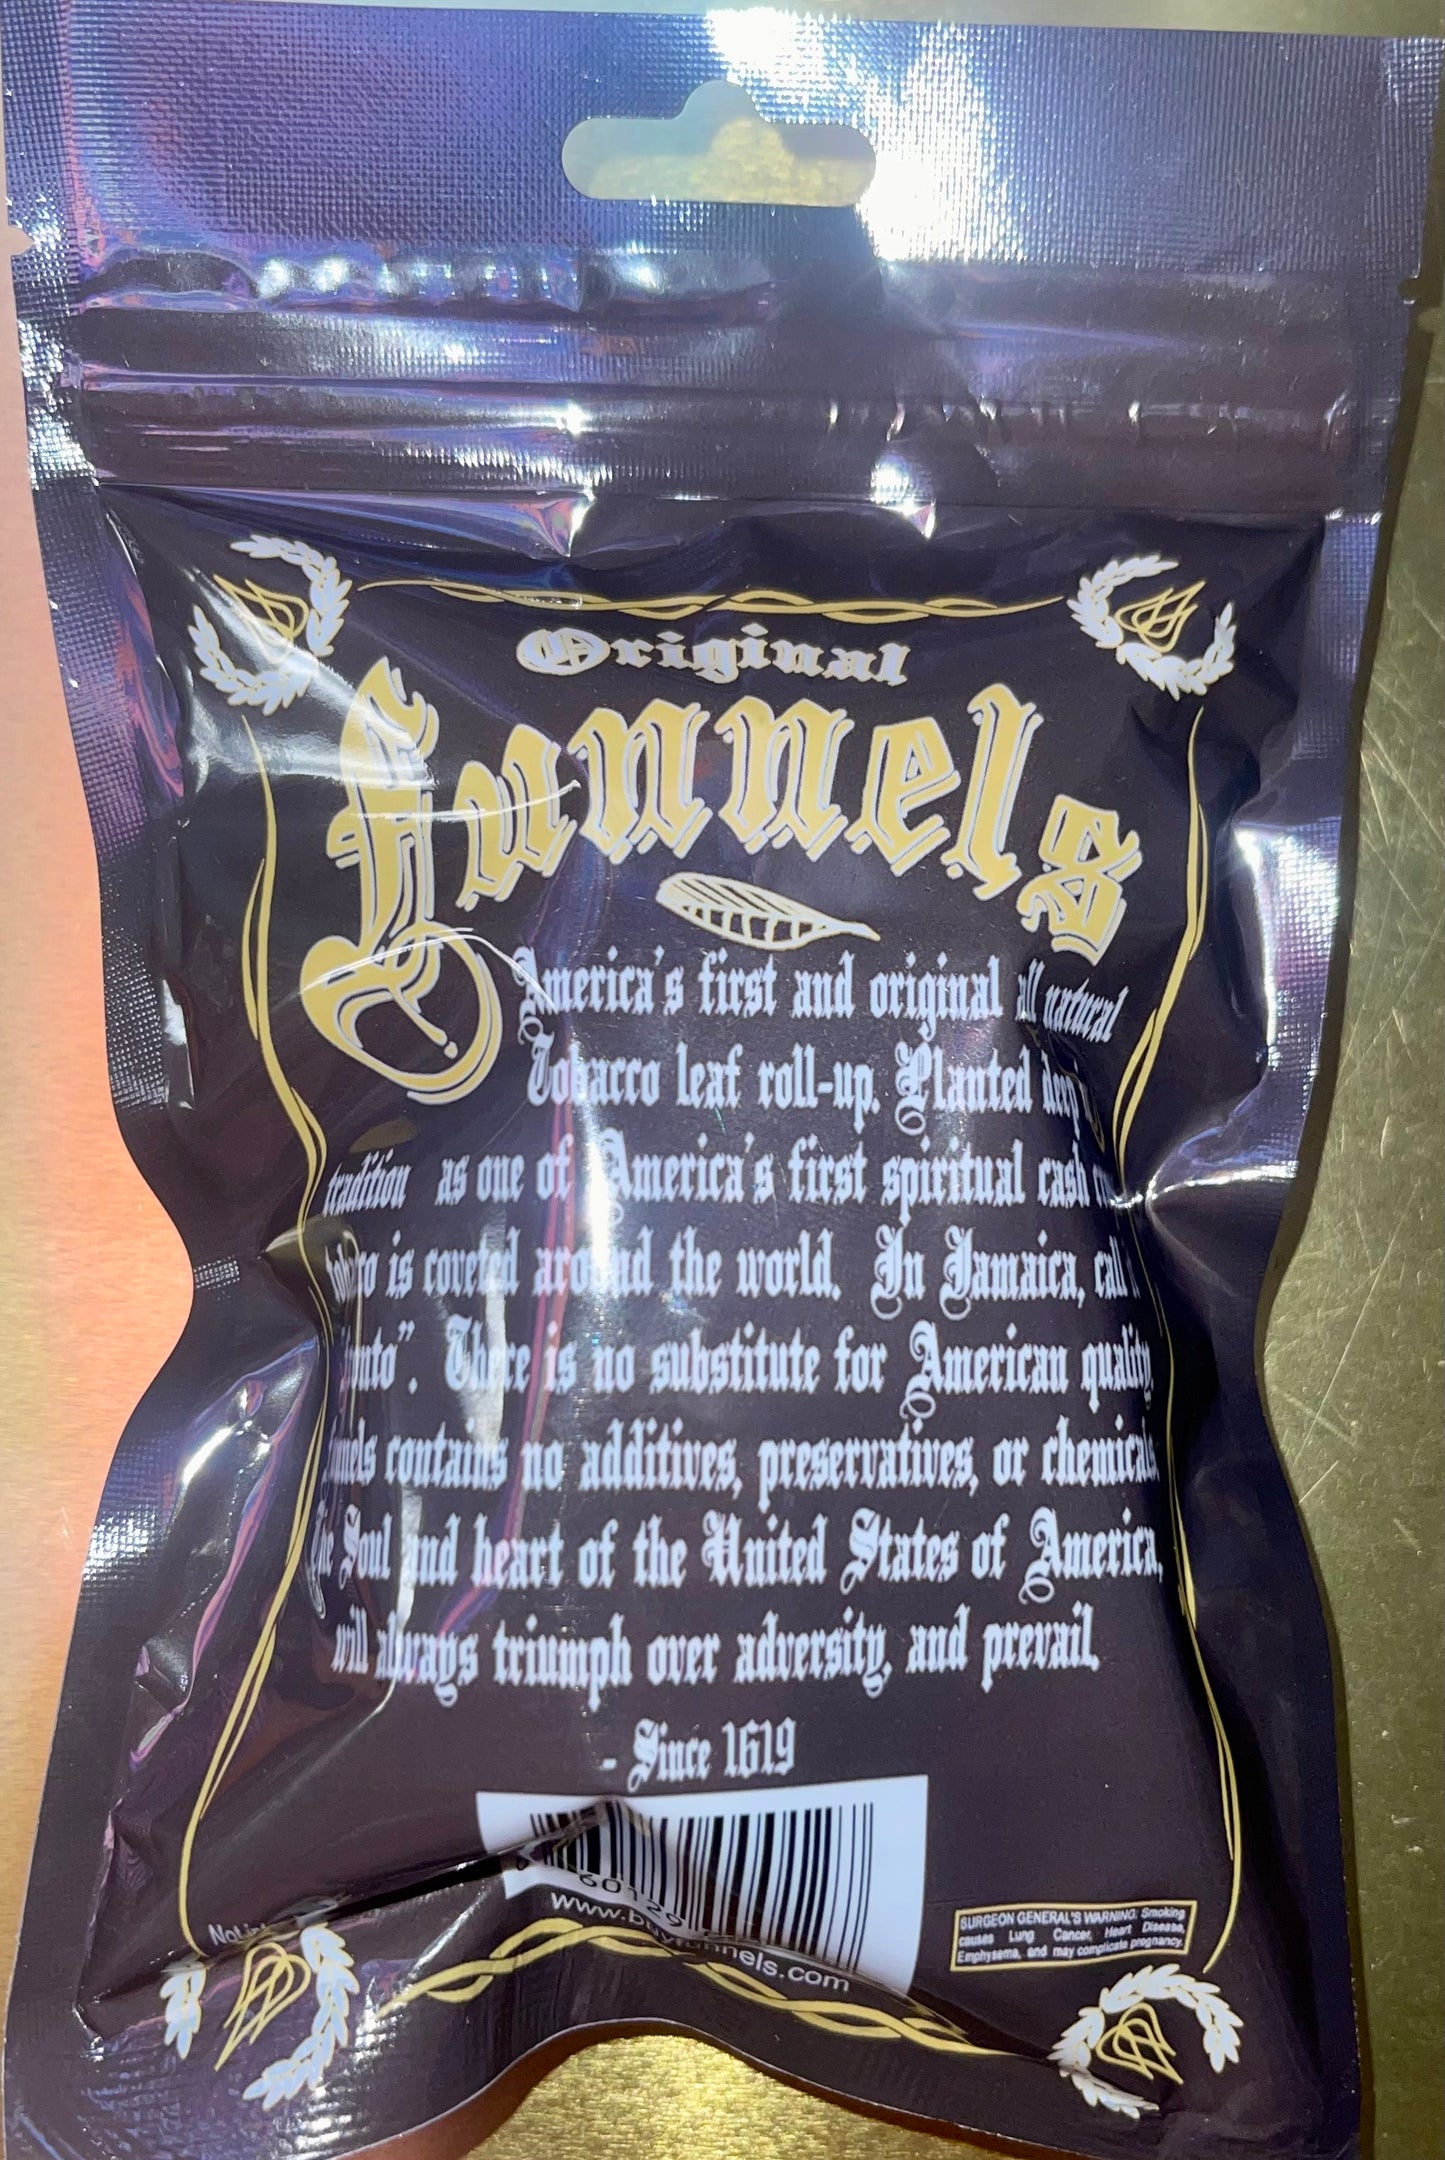 Original
Funnels
America's first and original all natural
Tobacco leaf roll-up. Planted deep
tradition as one of America's first spiritual cash
is coveted around the world. In Jamaica, call
There is no substitute for American quality
contains no additives, preservatives, or chemicals
The Soul and heart of the United States of America,
will always triumph over adversity, and prevail.
- Since 1619
www.buyfunnels.com
SURGEON GENERAL'S WARNING: Smoking
causes Lung Cancer, Heart Disease,
Emphysema, and may complicate pregnancy.